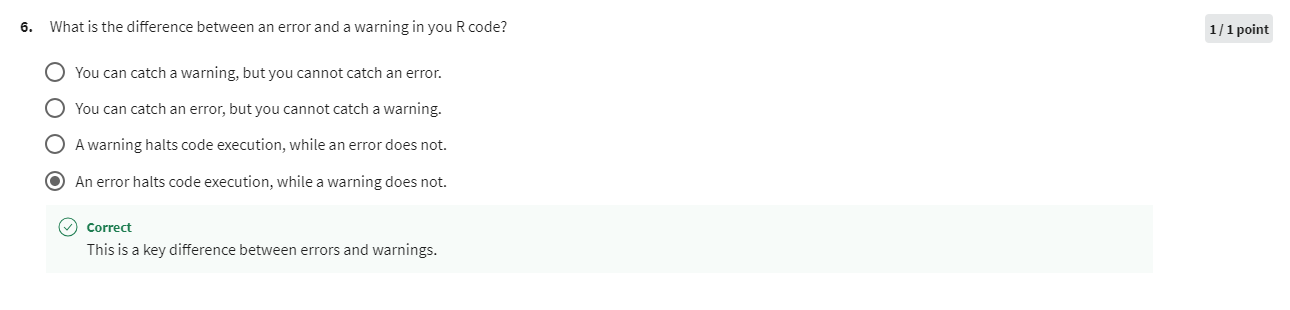 6. What is the difference between an error and a warning in you R code?
1 / 1 point
You can catch a warning, but you cannot catch an error.
You can catch an error, but you cannot catch a warning.
A warning halts code execution, while an error does not.
An error halts code execution, while a warning does not.
Correct
This is a key difference between errors and warnings.